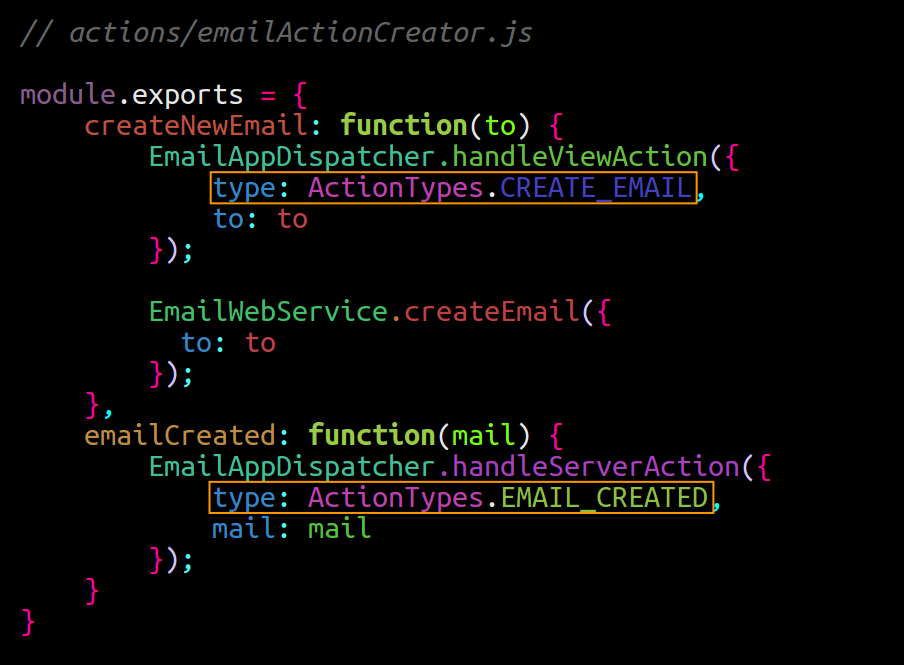 // actions/emailActionCreator.js
module.exports = {
    createNewEmail: function(to) {
        EmailAppDispatcher.handleViewAction({
            type: ActionTypes.CREATE_EMAIL,
            to: to
        });
        EmailWebService.createEmail({
          to: to
        });
    },
    emailCreated: function(mail) {
        EmailAppDispatcher.handleServerAction({
            type: ActionTypes.EMAIL_CREATED,
            mail: mail
        });
    }
}